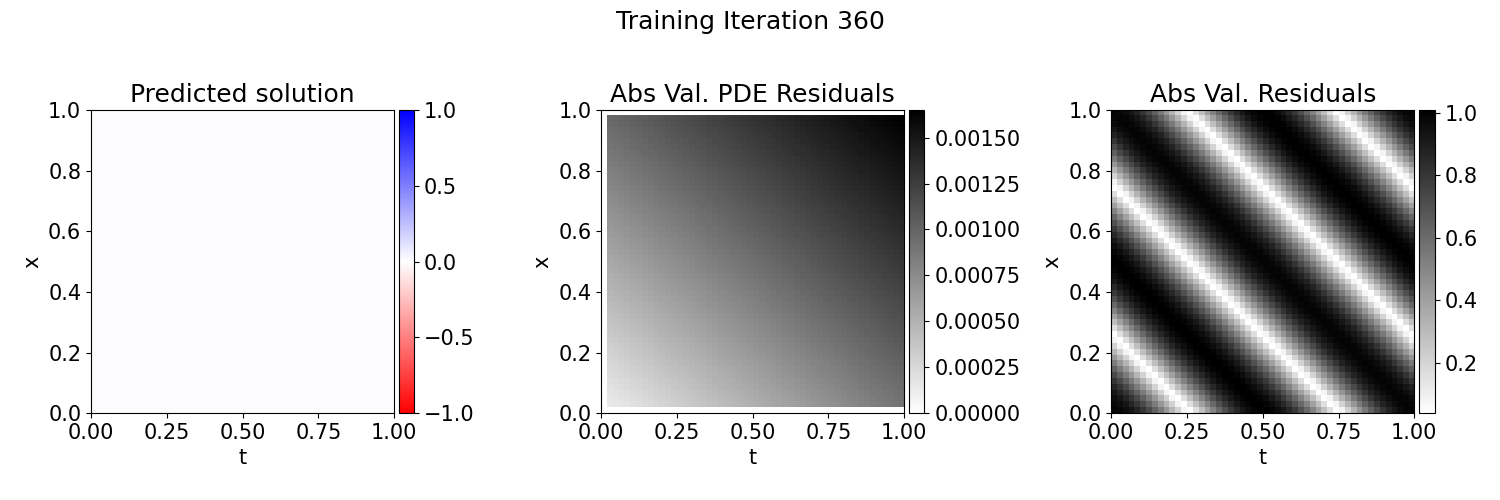 Training Iteration 360
Predicted solution
1.0
0.8
0.6
0.4
0.2
0.0
x
0.00 0.25 0.50 0.75 1.00
t
1.0
0.5
0.0
−0.5
−1.0
Abs Val. PDE Residuals
1.0
0.8
0.6
0.4
0.2
0.0
x
0.00 0.25 0.50 0.75 1.00
t
0.00150
0.00125
0.00100
0.00075
0.00050
0.00025
0.00000
Abs Val. Residuals
1.0
0.8
0.6
0.4
0.2
0.0
x
0.00 0.25 0.50 0.75 1.00
t
1.0
0.8
0.6
0.4
0.2